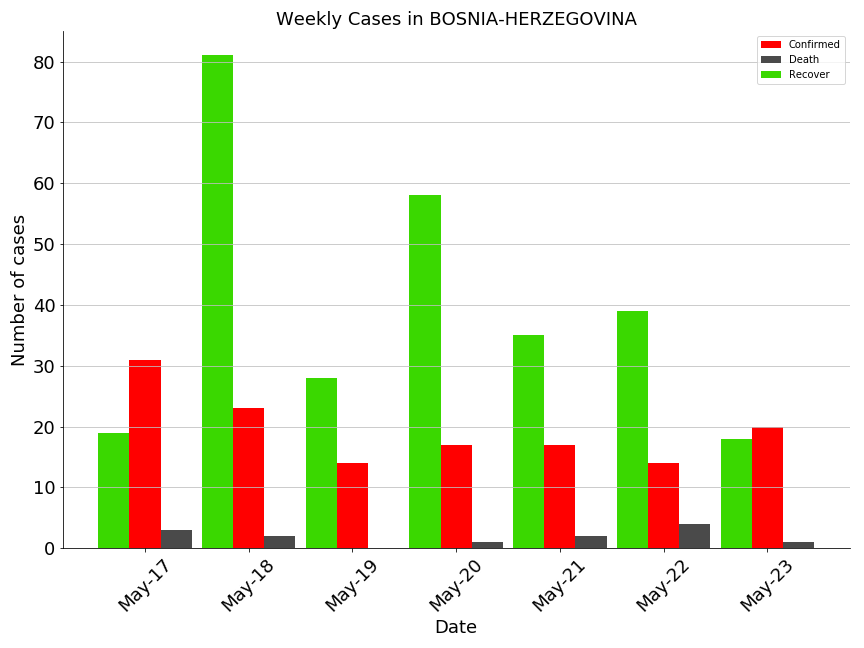 Weekly Cases in BOSNIA-HERZEGOVINA
Confirmed
Death
Recover
Number of cases
80
70
60
50
40
30
20
10
0
May-17
May-18
May-19
May-20
May-21
May-22
May-23
Date